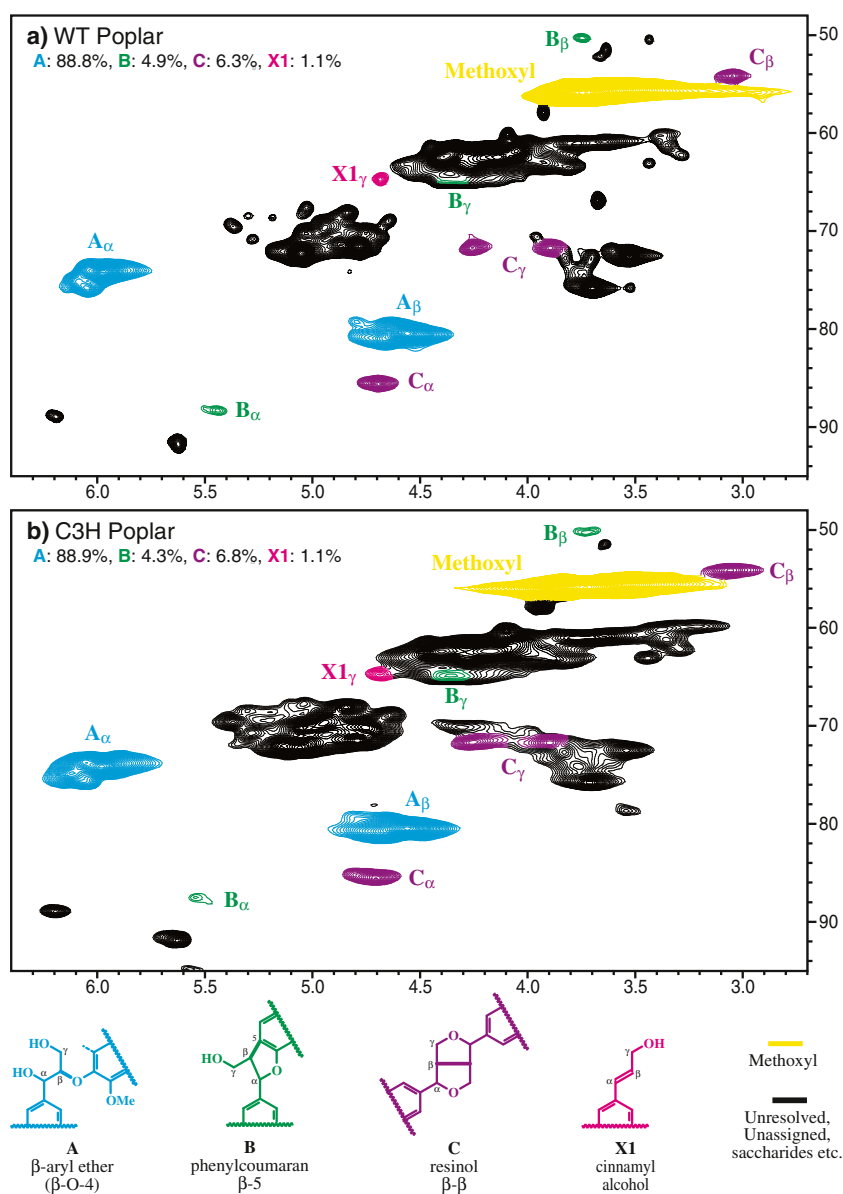 a) WT Poplar
A: 88.8%, B: 4.9%, C: 6.3%, X1: 1.1%
Bβ
Cβ
Methoxyl
X1γ
Bγ
Aα
Cγ
Aβ
Cα
Bα
50
60
70
80
90
6.0 5.5 5.0 4.5 4.0 3.5 3.0
b) C3H Poplar
A: 88.9%, B: 4.3%, C: 6.8%, X1: 1.1%
Bβ
Methoxyl
Cβ
X1γ
Bγ
Aα
Cγ
Aβ
Cα
Bα
50
60
70
80
90
6.0 5.5 5.0 4.5 4.0 3.5 3.0
HO γ
HO α β O
OMe
5
β
HO γ O
α
γ O
β
α O
OH
γ
α β
Methoxyl
Unresolved,
Unassigned,
saccharides etc.
A
β-aryl ether
(β-O-4)
B
phenylcoumaran
β-5
C
resinol
β-β
X1
cinnamyl
alcohol